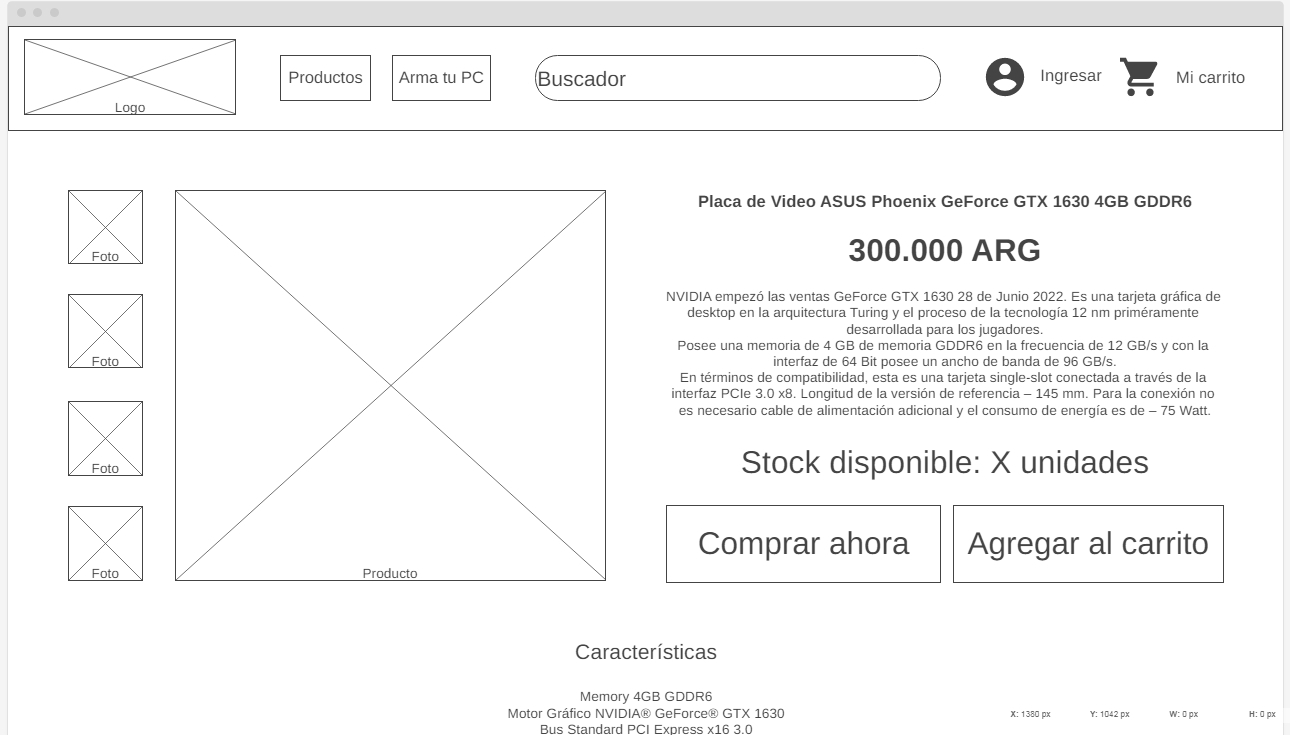 Logo
Productos
Arma tu PC
Buscador
Ingresar
Mi carrito
Foto
Foto
Foto
Foto
Producto
Placa de Video ASUS Phoenix GeForce GTX 1630 4GB GDDR6
300.000 ARG
NVIDIA empezó las ventas GeForce GTX 1630 28 de Junio 2022. Es una tarjeta gráfica de
desktop en la arquitectura Turing y el proceso de la tecnología 12 nm priméramente
desarrollada para los jugadores.
Posee una memoria de 4 GB de memoria GDDR6 en la frecuencia de 12 GB/s y con la
interfaz de 64 Bit posee un ancho de banda de 96 GB/s.
En términos de compatibilidad, esta es una tarjeta single-slot conectada a través de la
interfaz PCIe 3.0 x8. Longitud de la versión de referencia – 145 mm. Para la conexión no
es necesario cable de alimentación adicional y el consumo de energía es de – 75 Watt.
Stock disponible: X unidades
Comprar ahora
Agregar al carrito
Características
Memory 4GB GDDR6
Motor Gráfico NVIDIA® GeForce® GTX 1630
Bus Standard PCI Express x16 3.0
X: 1380 px Y: 1042 px W: 0 px H: 0 px